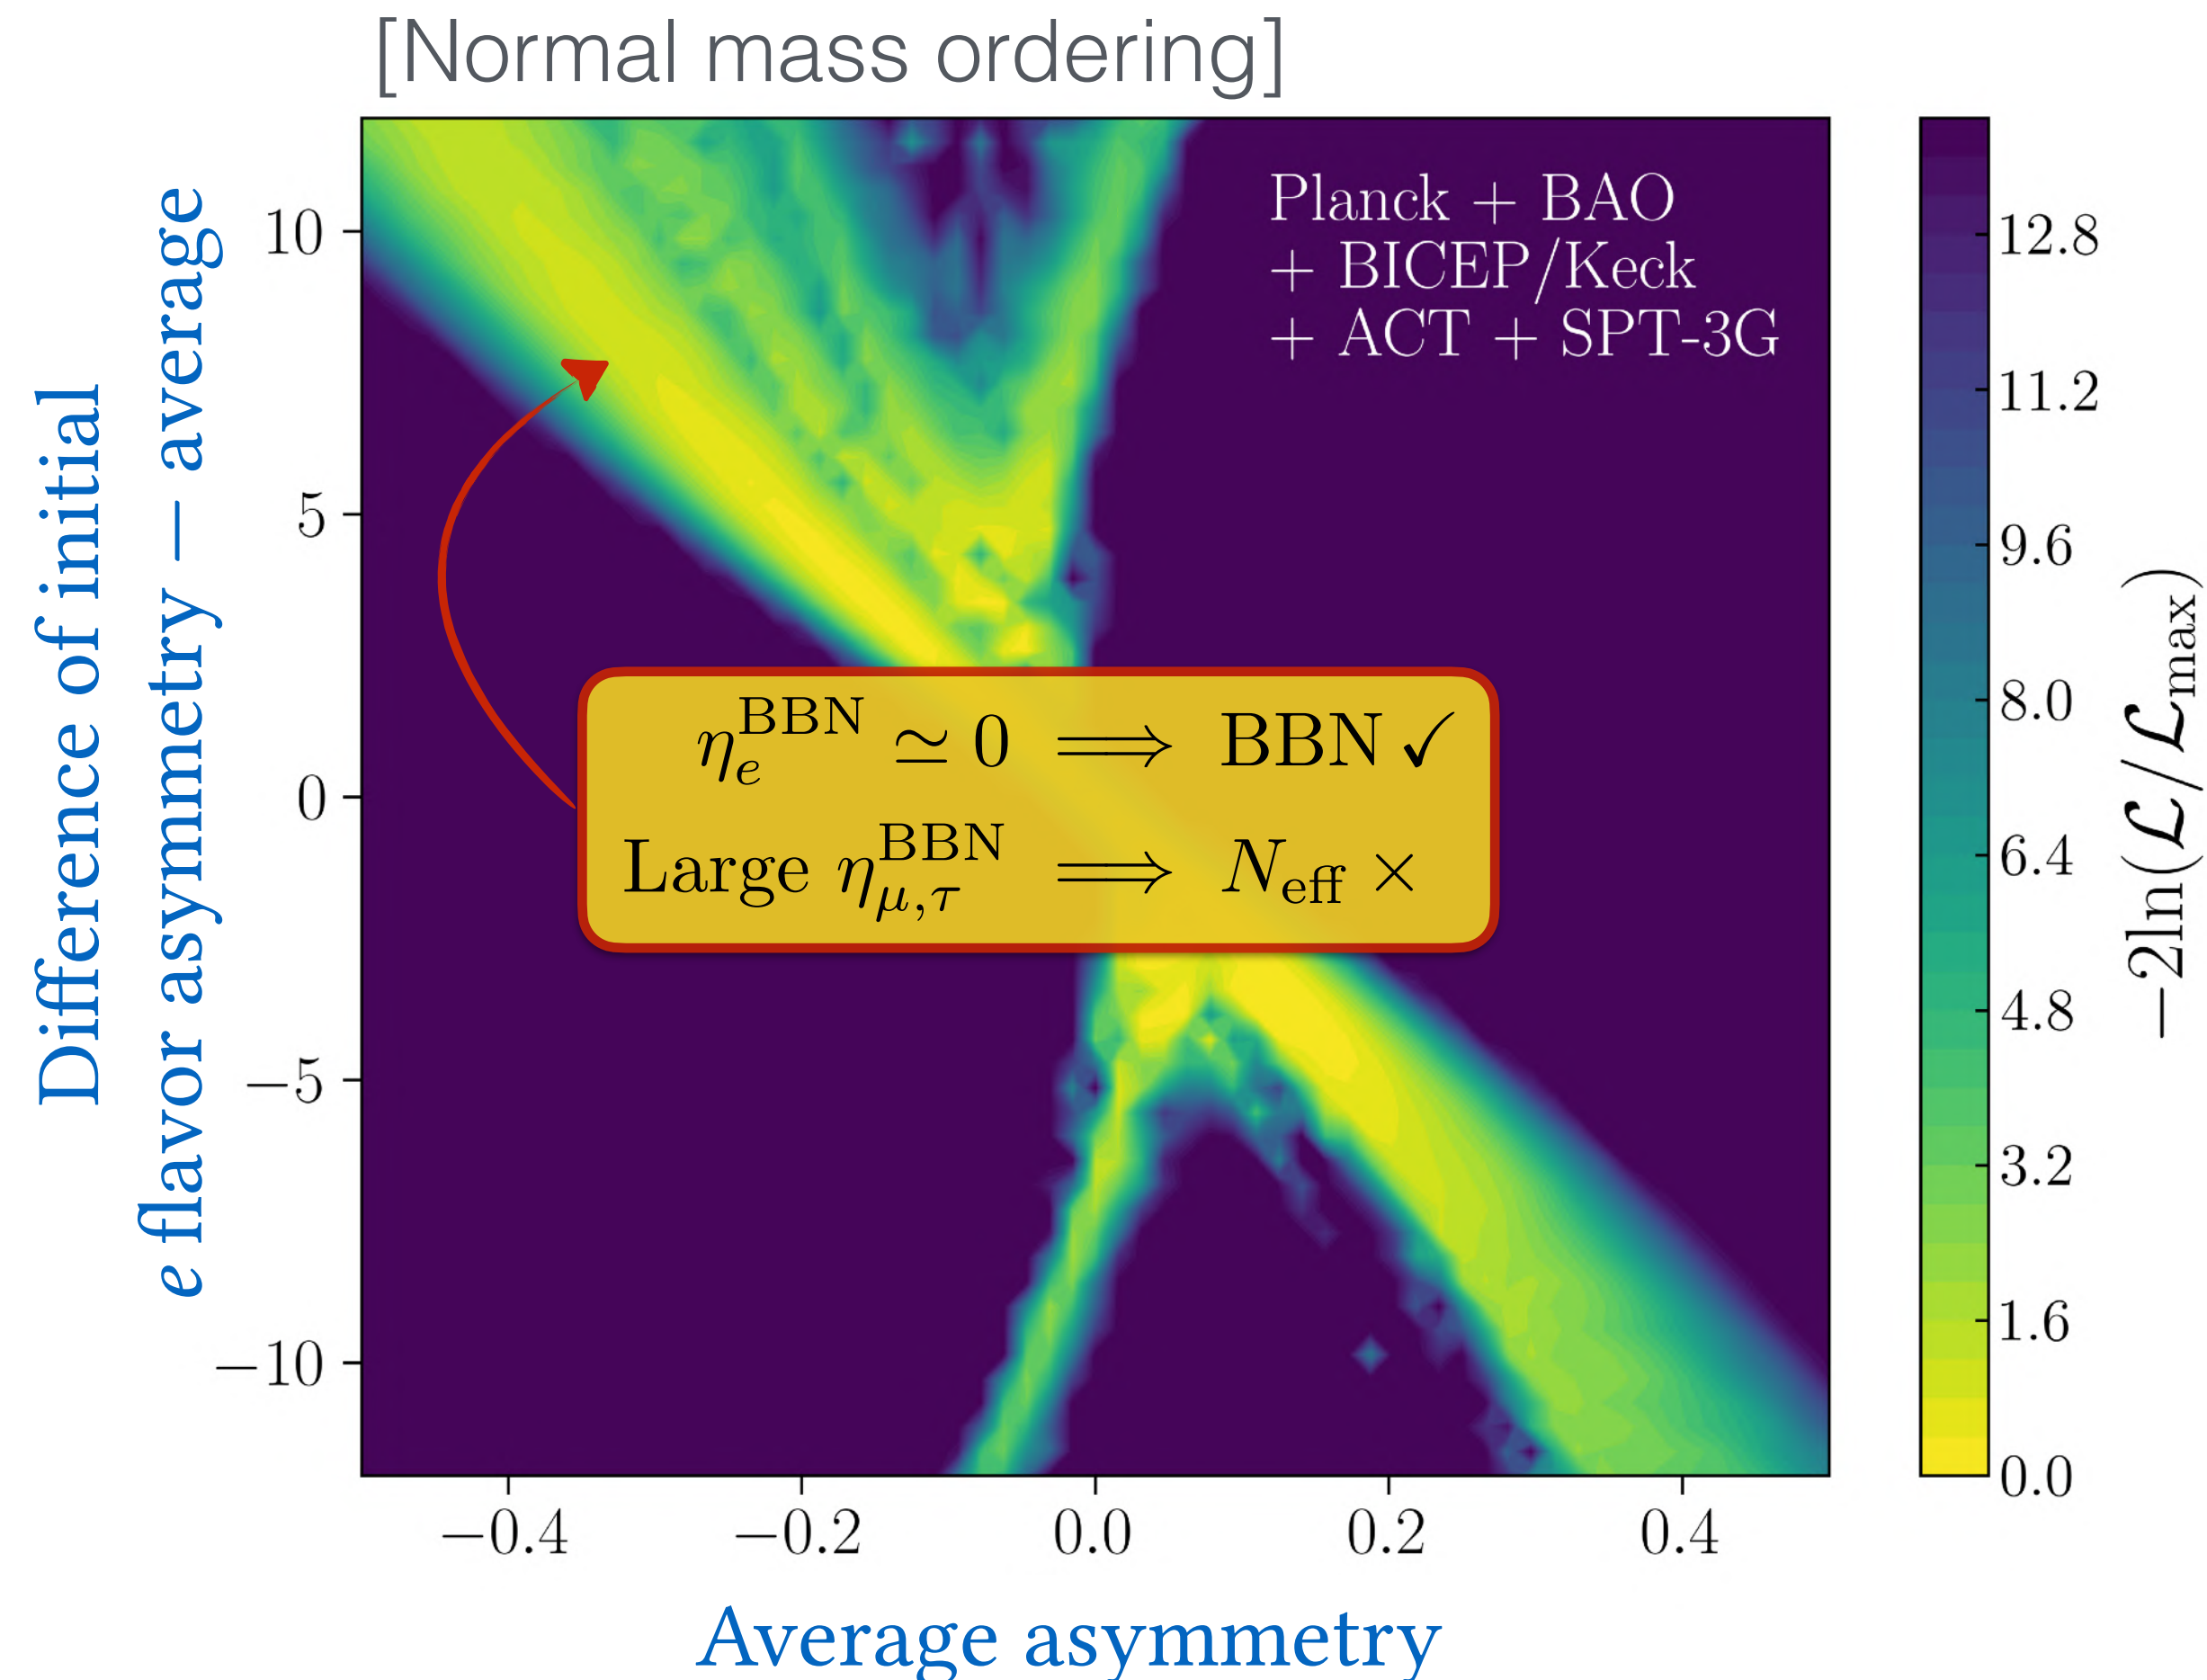 [Normal mass ordering]
Difference of initial
e flavor asymmetry — average
10
5
0
−5
−10
Planck + BAO
+ BICEP/Keck
+ ACT + SPT-3G
η_e^BBN ≃ 0 ⟹ BBN ✓
Large η_{μ,τ}^BBN ⟹ N_eff ×
−0.4 −0.2 0.0 0.2 0.4
Average asymmetry
12.8
11.2
9.6
8.0
6.4
4.8
3.2
1.6
0.0
−2ln(ℒ/ℒ_max)